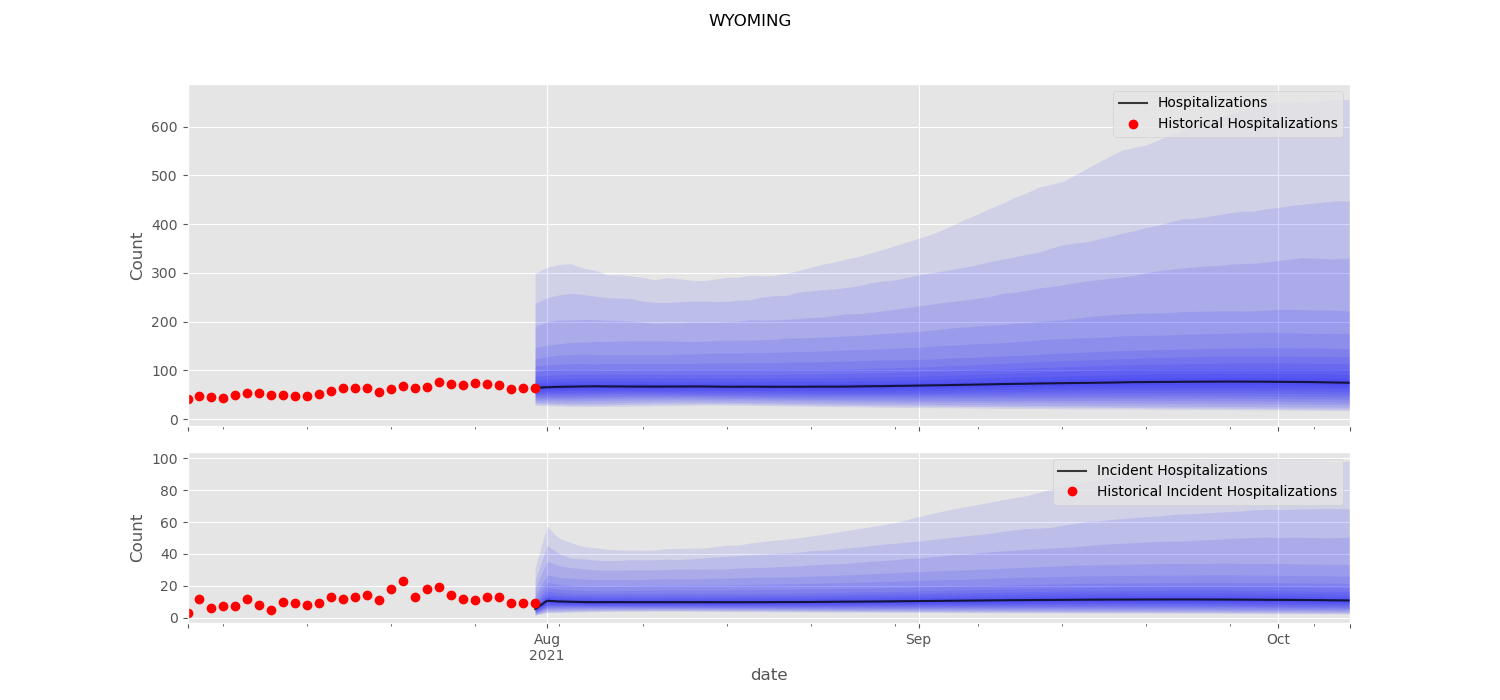 WYOMING
Hospitalizations
Historical Hospitalizations
Count
600
500
400
300
200
100
0
Incident Hospitalizations
Historical Incident Hospitalizations
Count
100
80
60
40
20
0
Aug
2021
Sep
Oct
date